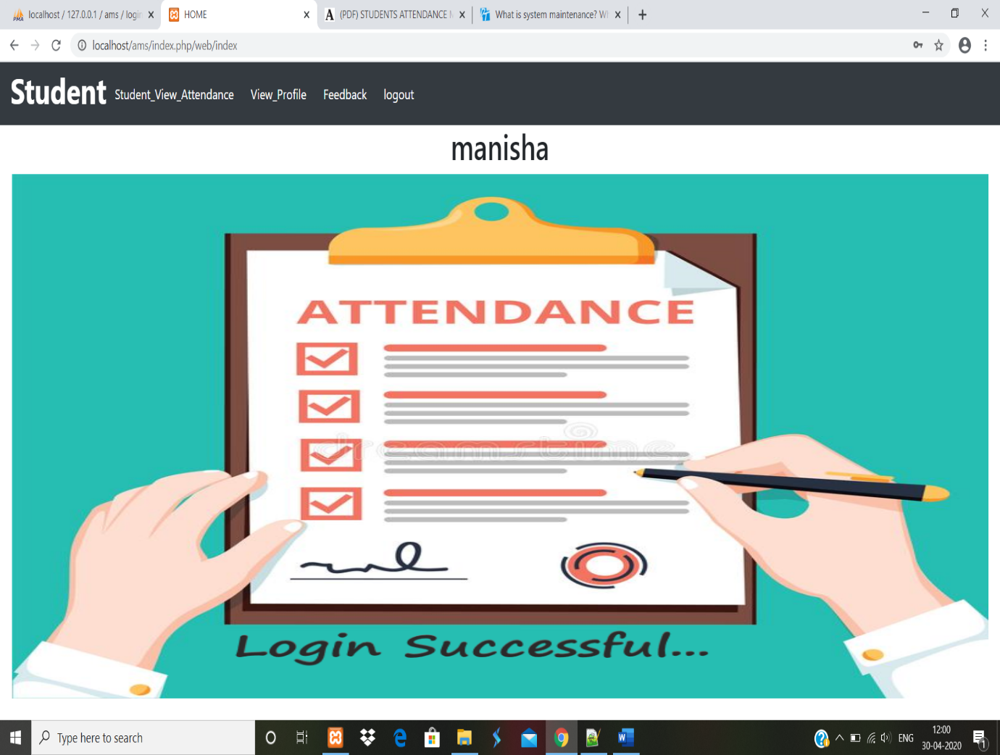 localhost / 127.0.0.1 / ams / login
HOME
(PDF) STUDENTS ATTENDANCE
What is system maintenance?
localhost/ams/index.php/web/index
Student Student_View_Attendance View_Profile Feedback logout
manisha
ATTENDANCE
dreamstime
Login Successful...
Type here to search
ENG
12:00
30-04-2020
1